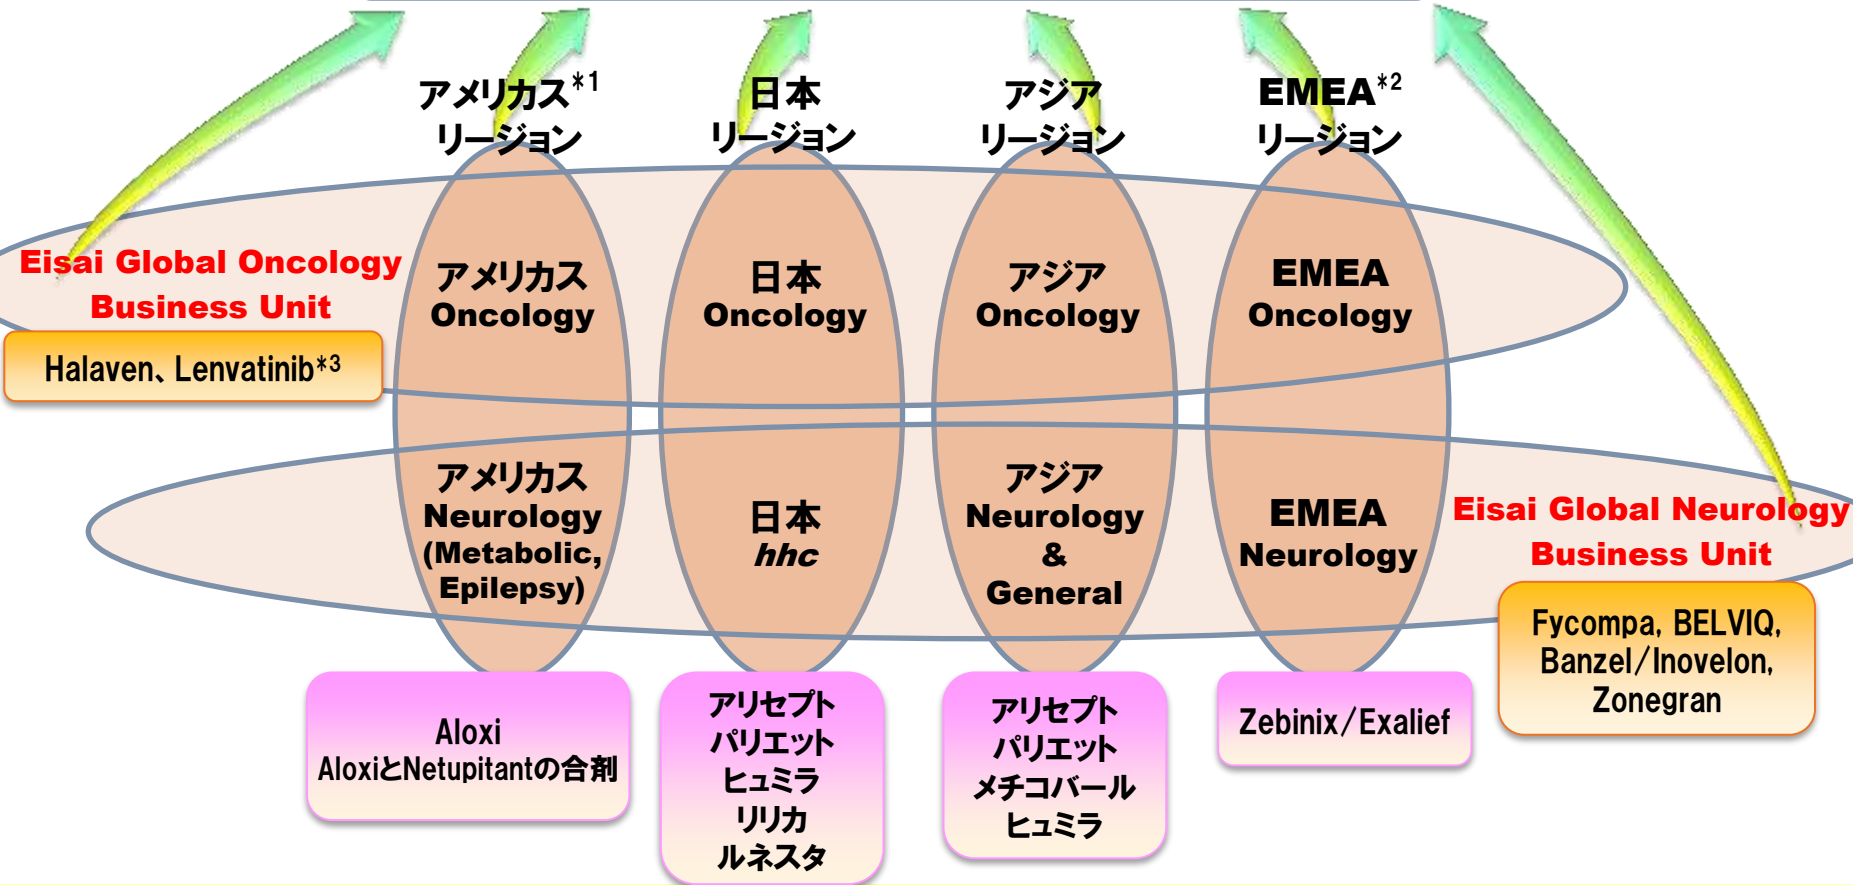 アメリカス*1
リージョン
日本
リージョン
アジア
リージョン
EMEA*2
リージョン
Eisai Global Oncology
Business Unit
Halaven、Lenvatinib*3
アメリカス
Oncology
日本
Oncology
アジア
Oncology
EMEA
Oncology
アメリカス
Neurology
(Metabolic,
Epilepsy)
日本
hhc
アジア
Neurology
&
General
EMEA
Neurology
Eisai Global Neurology
Business Unit
Fycompa, BELVIQ,
Banzel/Inovelon,
Zonegran
Aloxi
AloxiとNetupitantの合剤
アリセプト
パリエット
ヒュミラ
リリカ
ルネスタ
アリセプト
パリエット
メチコバール
ヒュミラ
Zebinix/Exalief